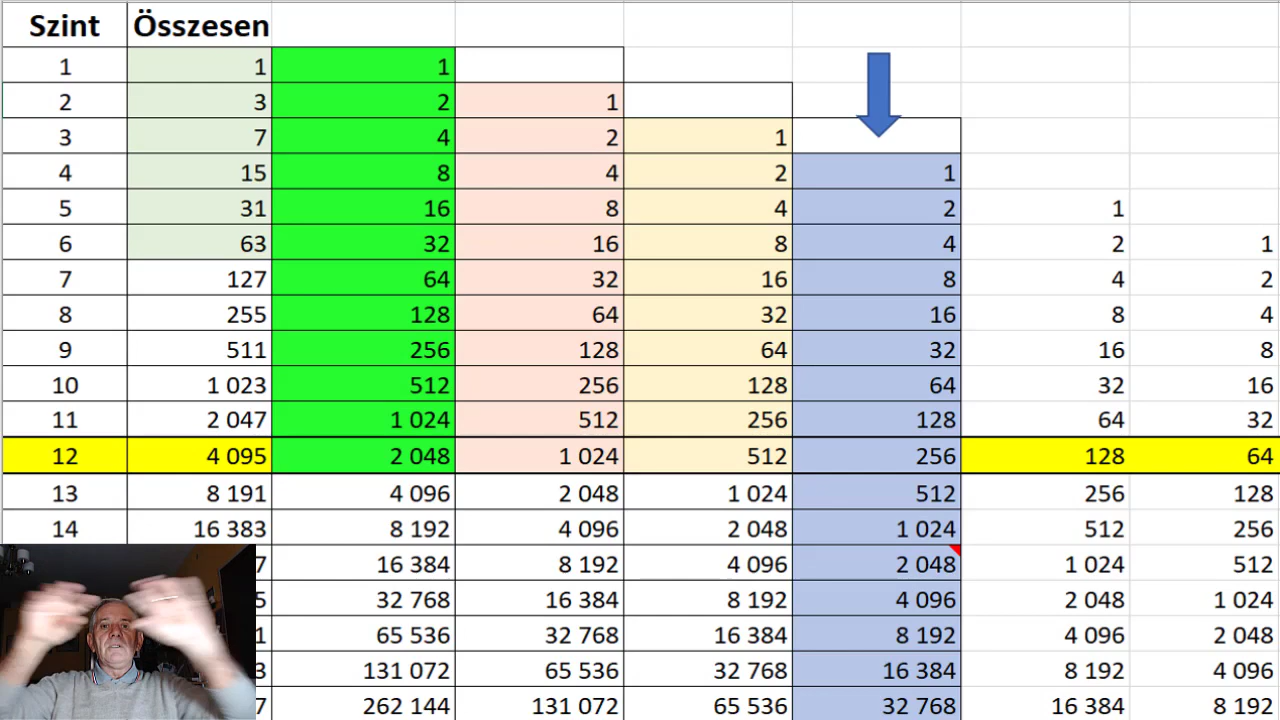 Szint Összesen
1 1 1
2 3 2 1
3 7 4 2 1
4 15 8 4 2 1
5 31 16 8 4 2 1
6 63 32 16 8 4 2 1
7 127 64 32 16 8 4 2
8 255 128 64 32 16 8 4
9 511 256 128 64 32 16 8
10 1 023 512 256 128 64 32 16
11 2 047 1 024 512 256 128 64 32
12 4 095 2 048 1 024 512 256 128 64
13 8 191 4 096 2 048 1 024 512 256 128
14 16 383 8 192 4 096 2 048 1 024 512 256
7 16 384 8 192 4 096 2 048 1 024 512
5 32 768 16 384 8 192 4 096 2 048 1 024
1 65 536 32 768 16 384 8 192 4 096 2 048
3 131 072 65 536 32 768 16 384 8 192 4 096
7 262 144 131 072 65 536 32 768 16 384 8 192